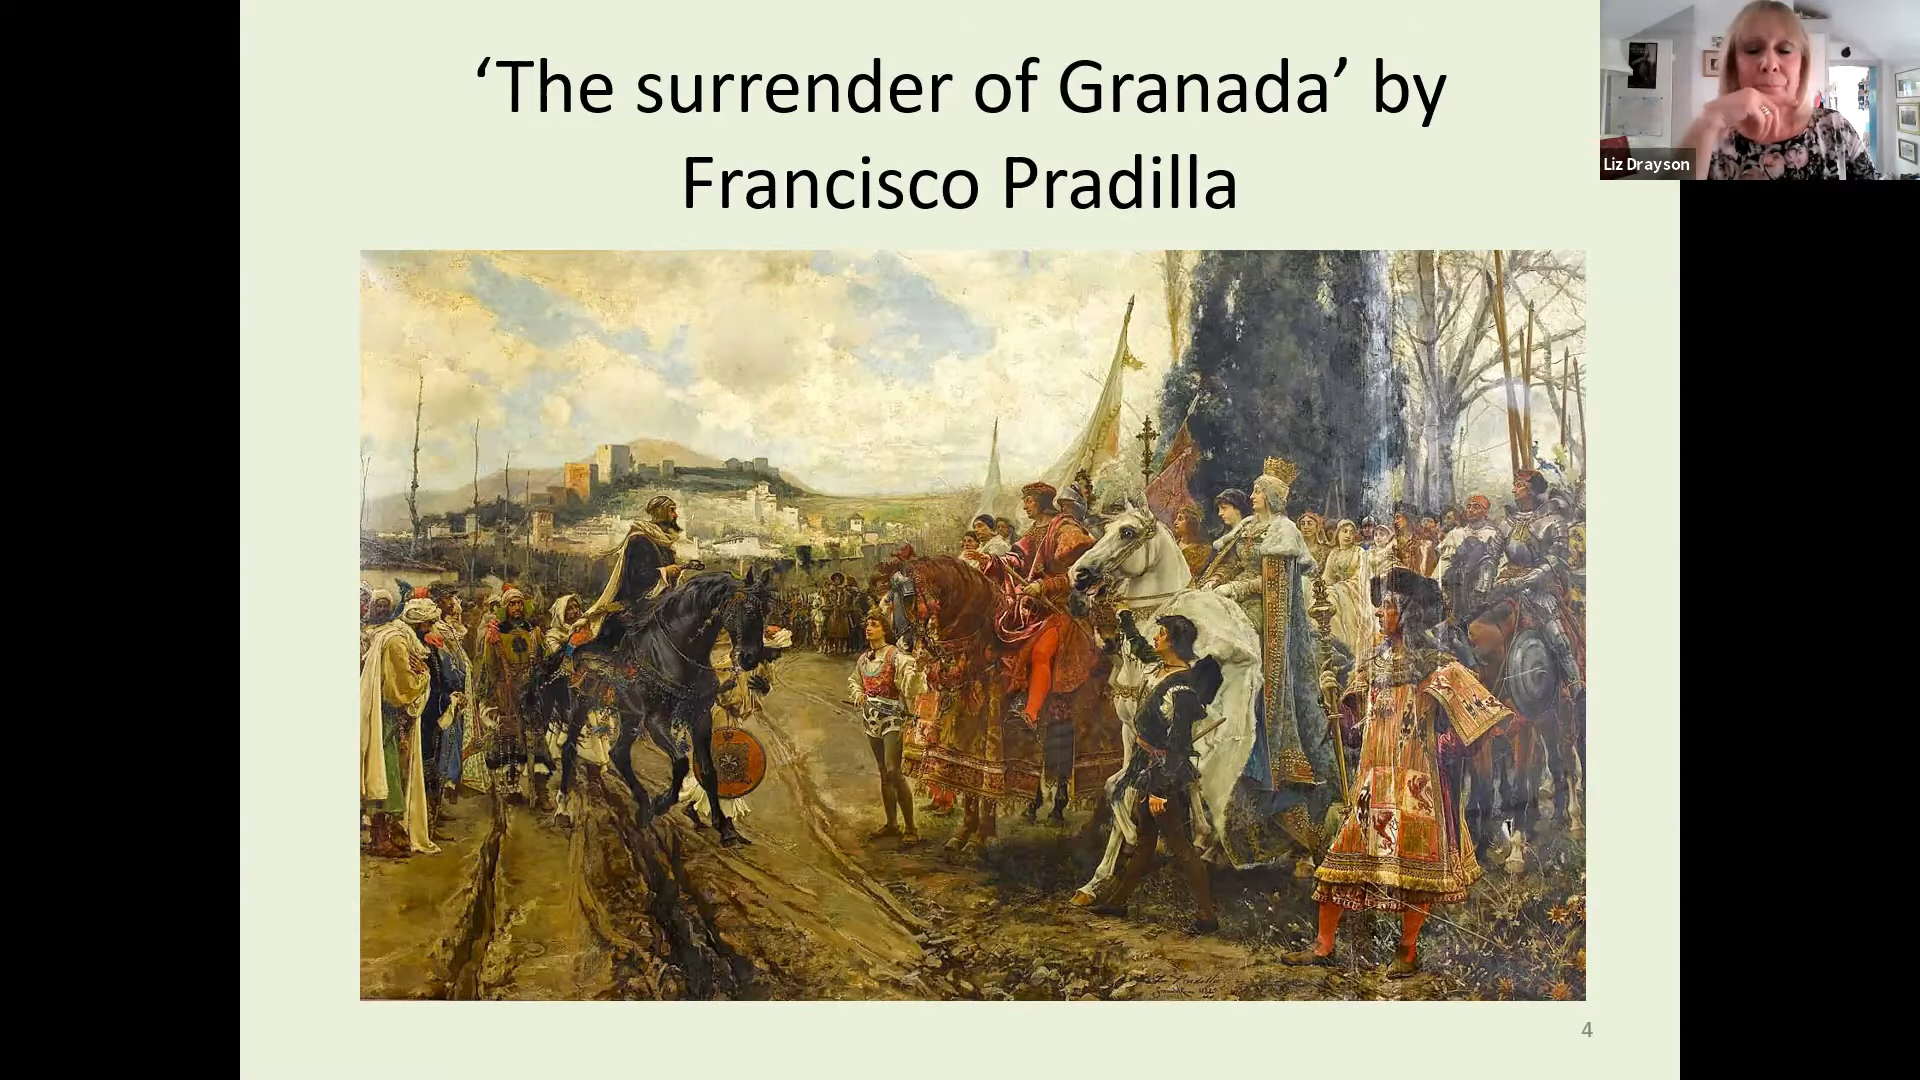 ‘The surrender of Granada’ by
Francisco Pradilla
Liz Drayson
4